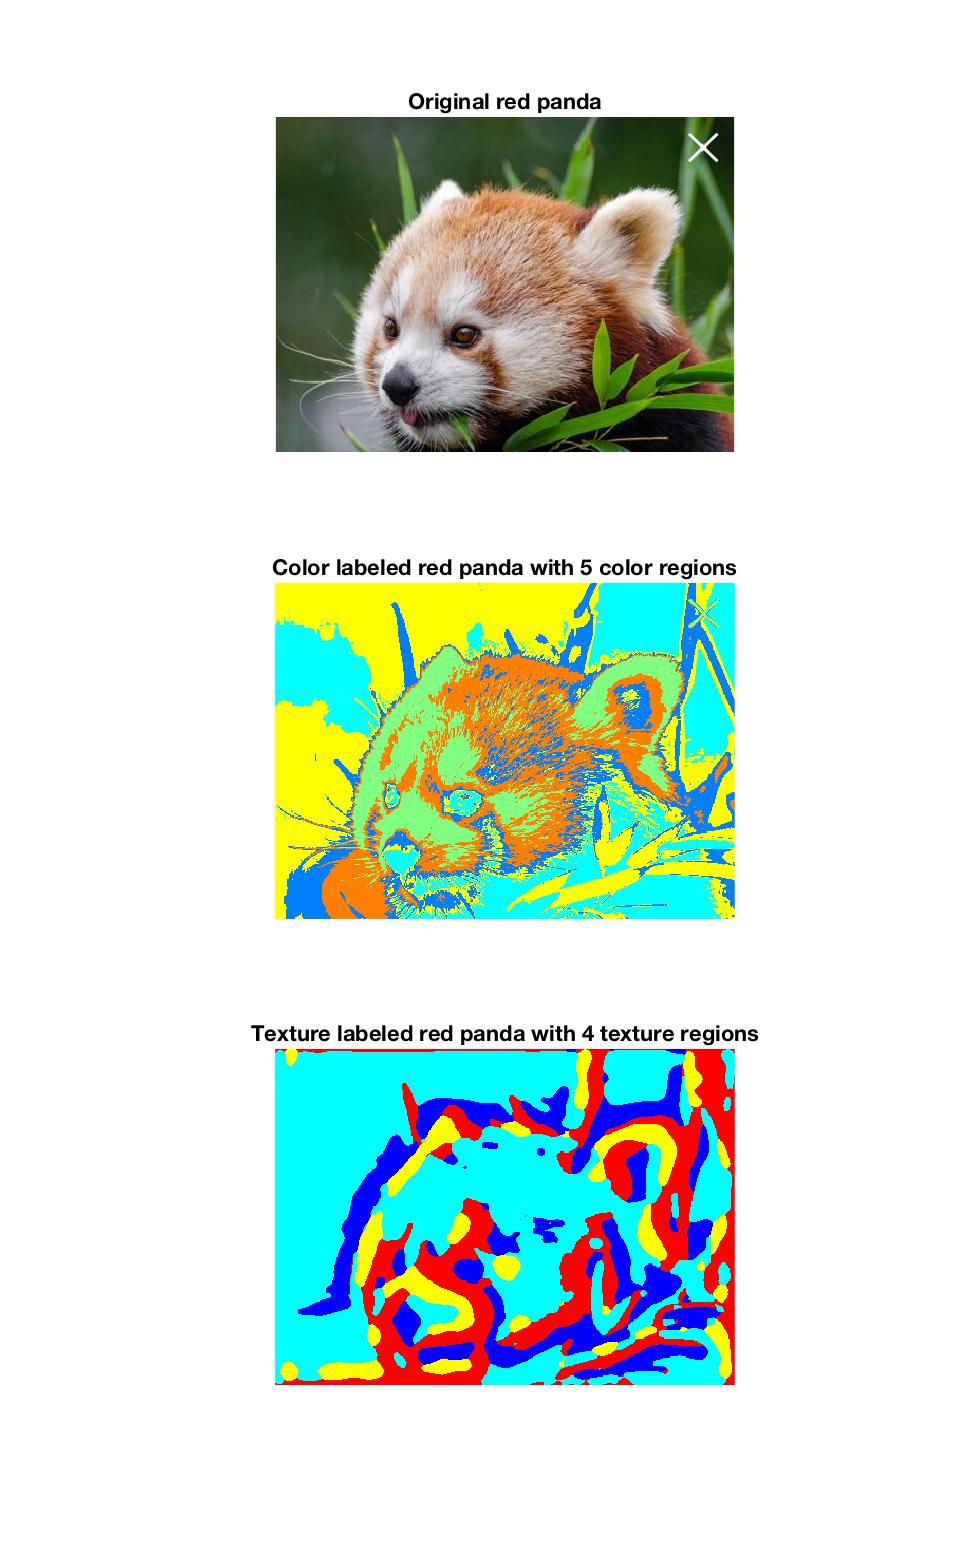 Original red panda
Color labeled red panda with 5 color regions
Texture labeled red panda with 4 texture regions